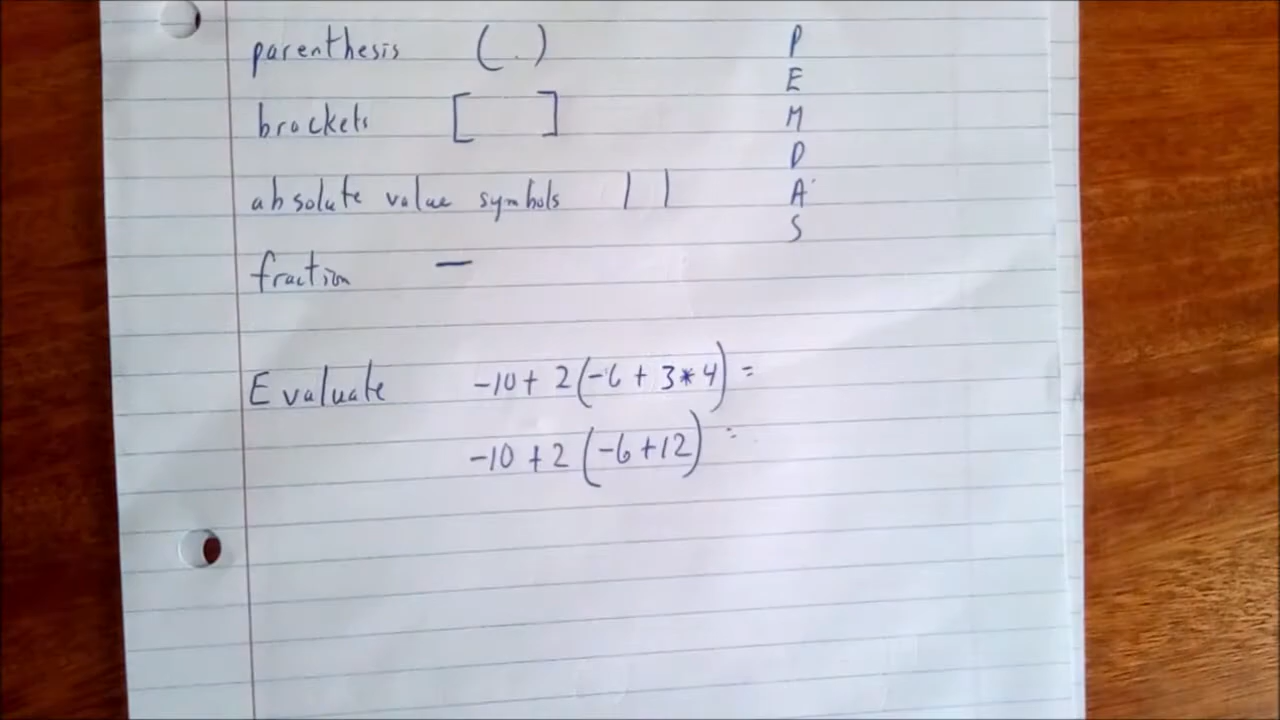 parenthesis ( . )
brackets [ ]
absolute value symbols | |
fraction —
P
E
M
D
A
S
Evaluate -10 + 2(-6 + 3*4) =
-10 + 2(-6 + 12) =